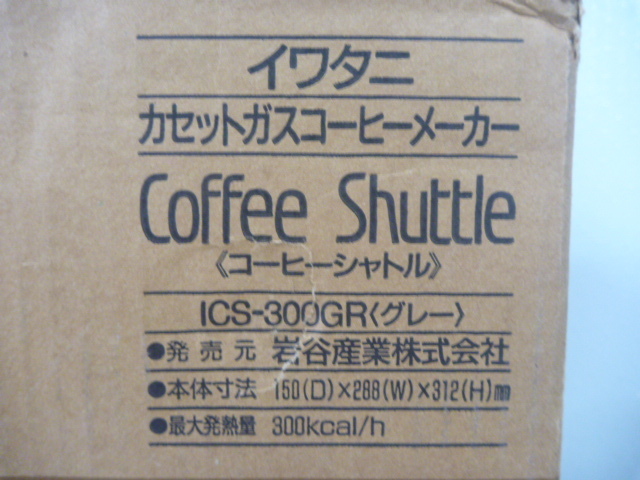 イワタニ
カセットガスコーヒーメーカー
Coffee Shuttle
《コーヒーシャトル》
ICS-300GR〈グレー〉
●発売元 岩谷産業株式会社
●本体寸法 150(D)×288(W)×312(H)㎜
●最大発熱量 300kcal/h